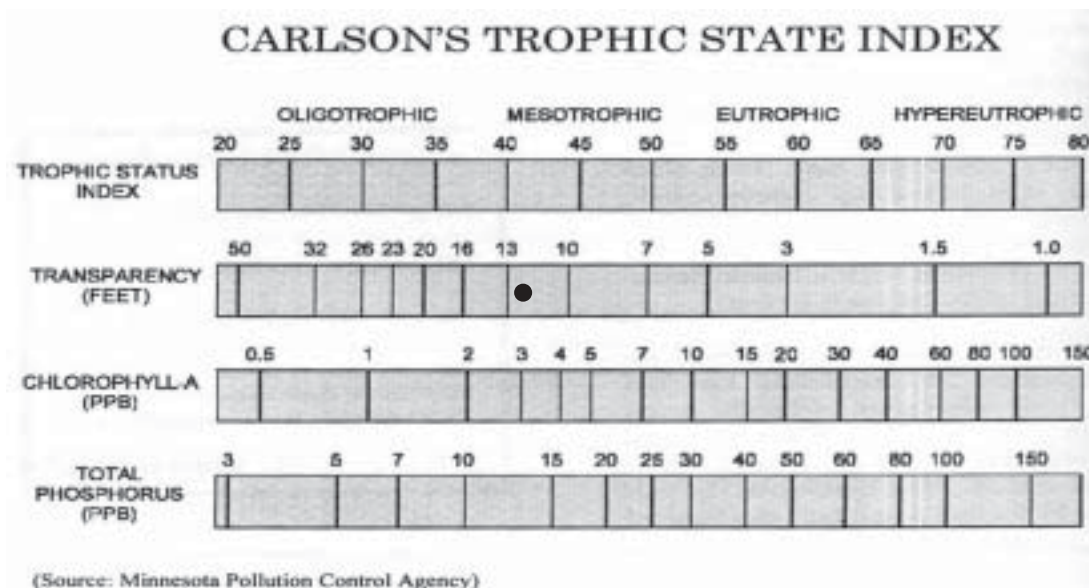 CARLSON'S TROPHIC STATE INDEX
OLIGOTROPHIC MESOTROPHIC EUTROPHIC HYPEREUTROPHIC
20 25 30 35 40 45 50 55 60 65 70 75 80
TROPHIC STATUS
INDEX
50 32 26 23 20 16 13 10 7 5 3 1.5 1.0
TRANSPARENCY
(FEET)
0.5 1 2 3 4 5 7 10 15 20 30 40 60 80 100 150
CHLOROPHYLL-A
(PPB)
3 5 7 10 15 20 25 30 40 50 60 80 100 150
TOTAL
PHOSPHORUS
(PPB)
(Source: Minnesota Pollution Control Agency)